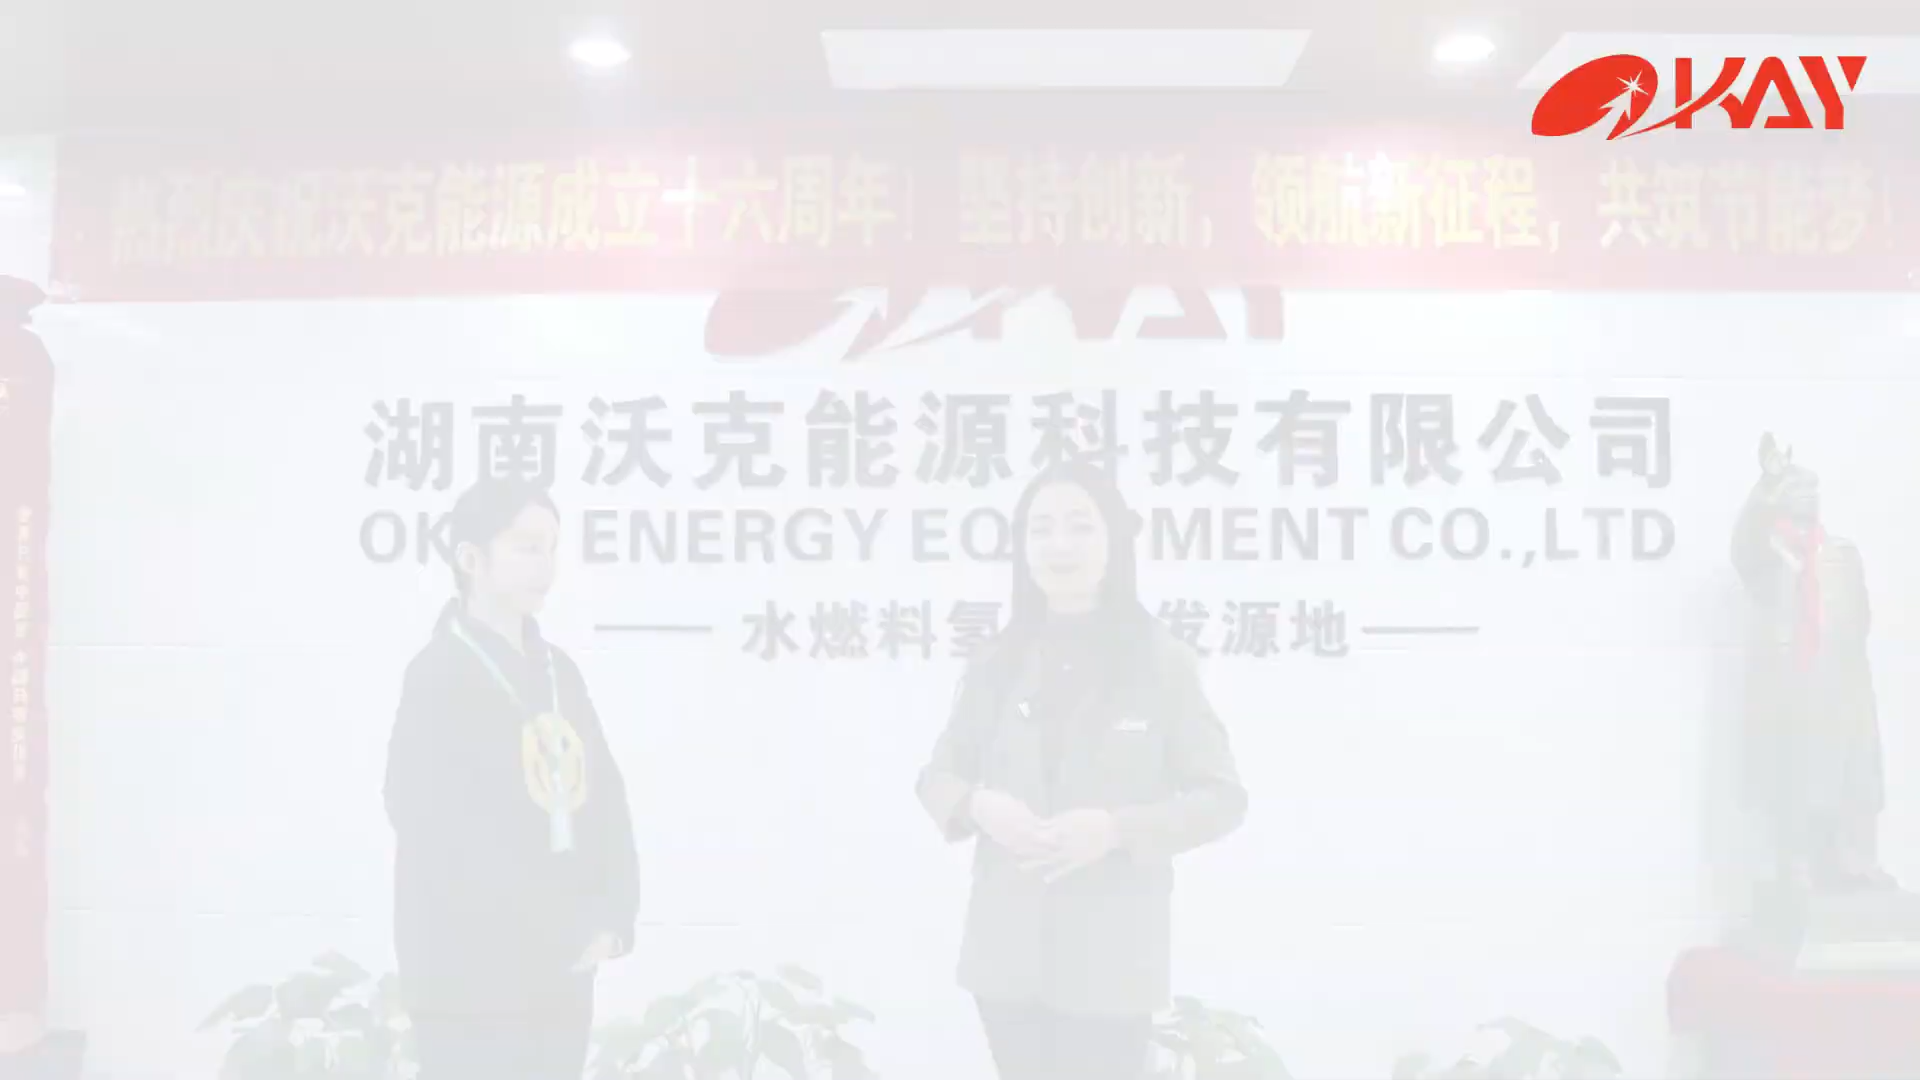 OKAY
热烈庆祝沃克能源成立十六周年！坚持创新，领航新征程，共筑节能梦！
湖南沃克能源科技有限公司
OK ENERGY EQ PMENT CO.,LTD
水燃料氢 发源地